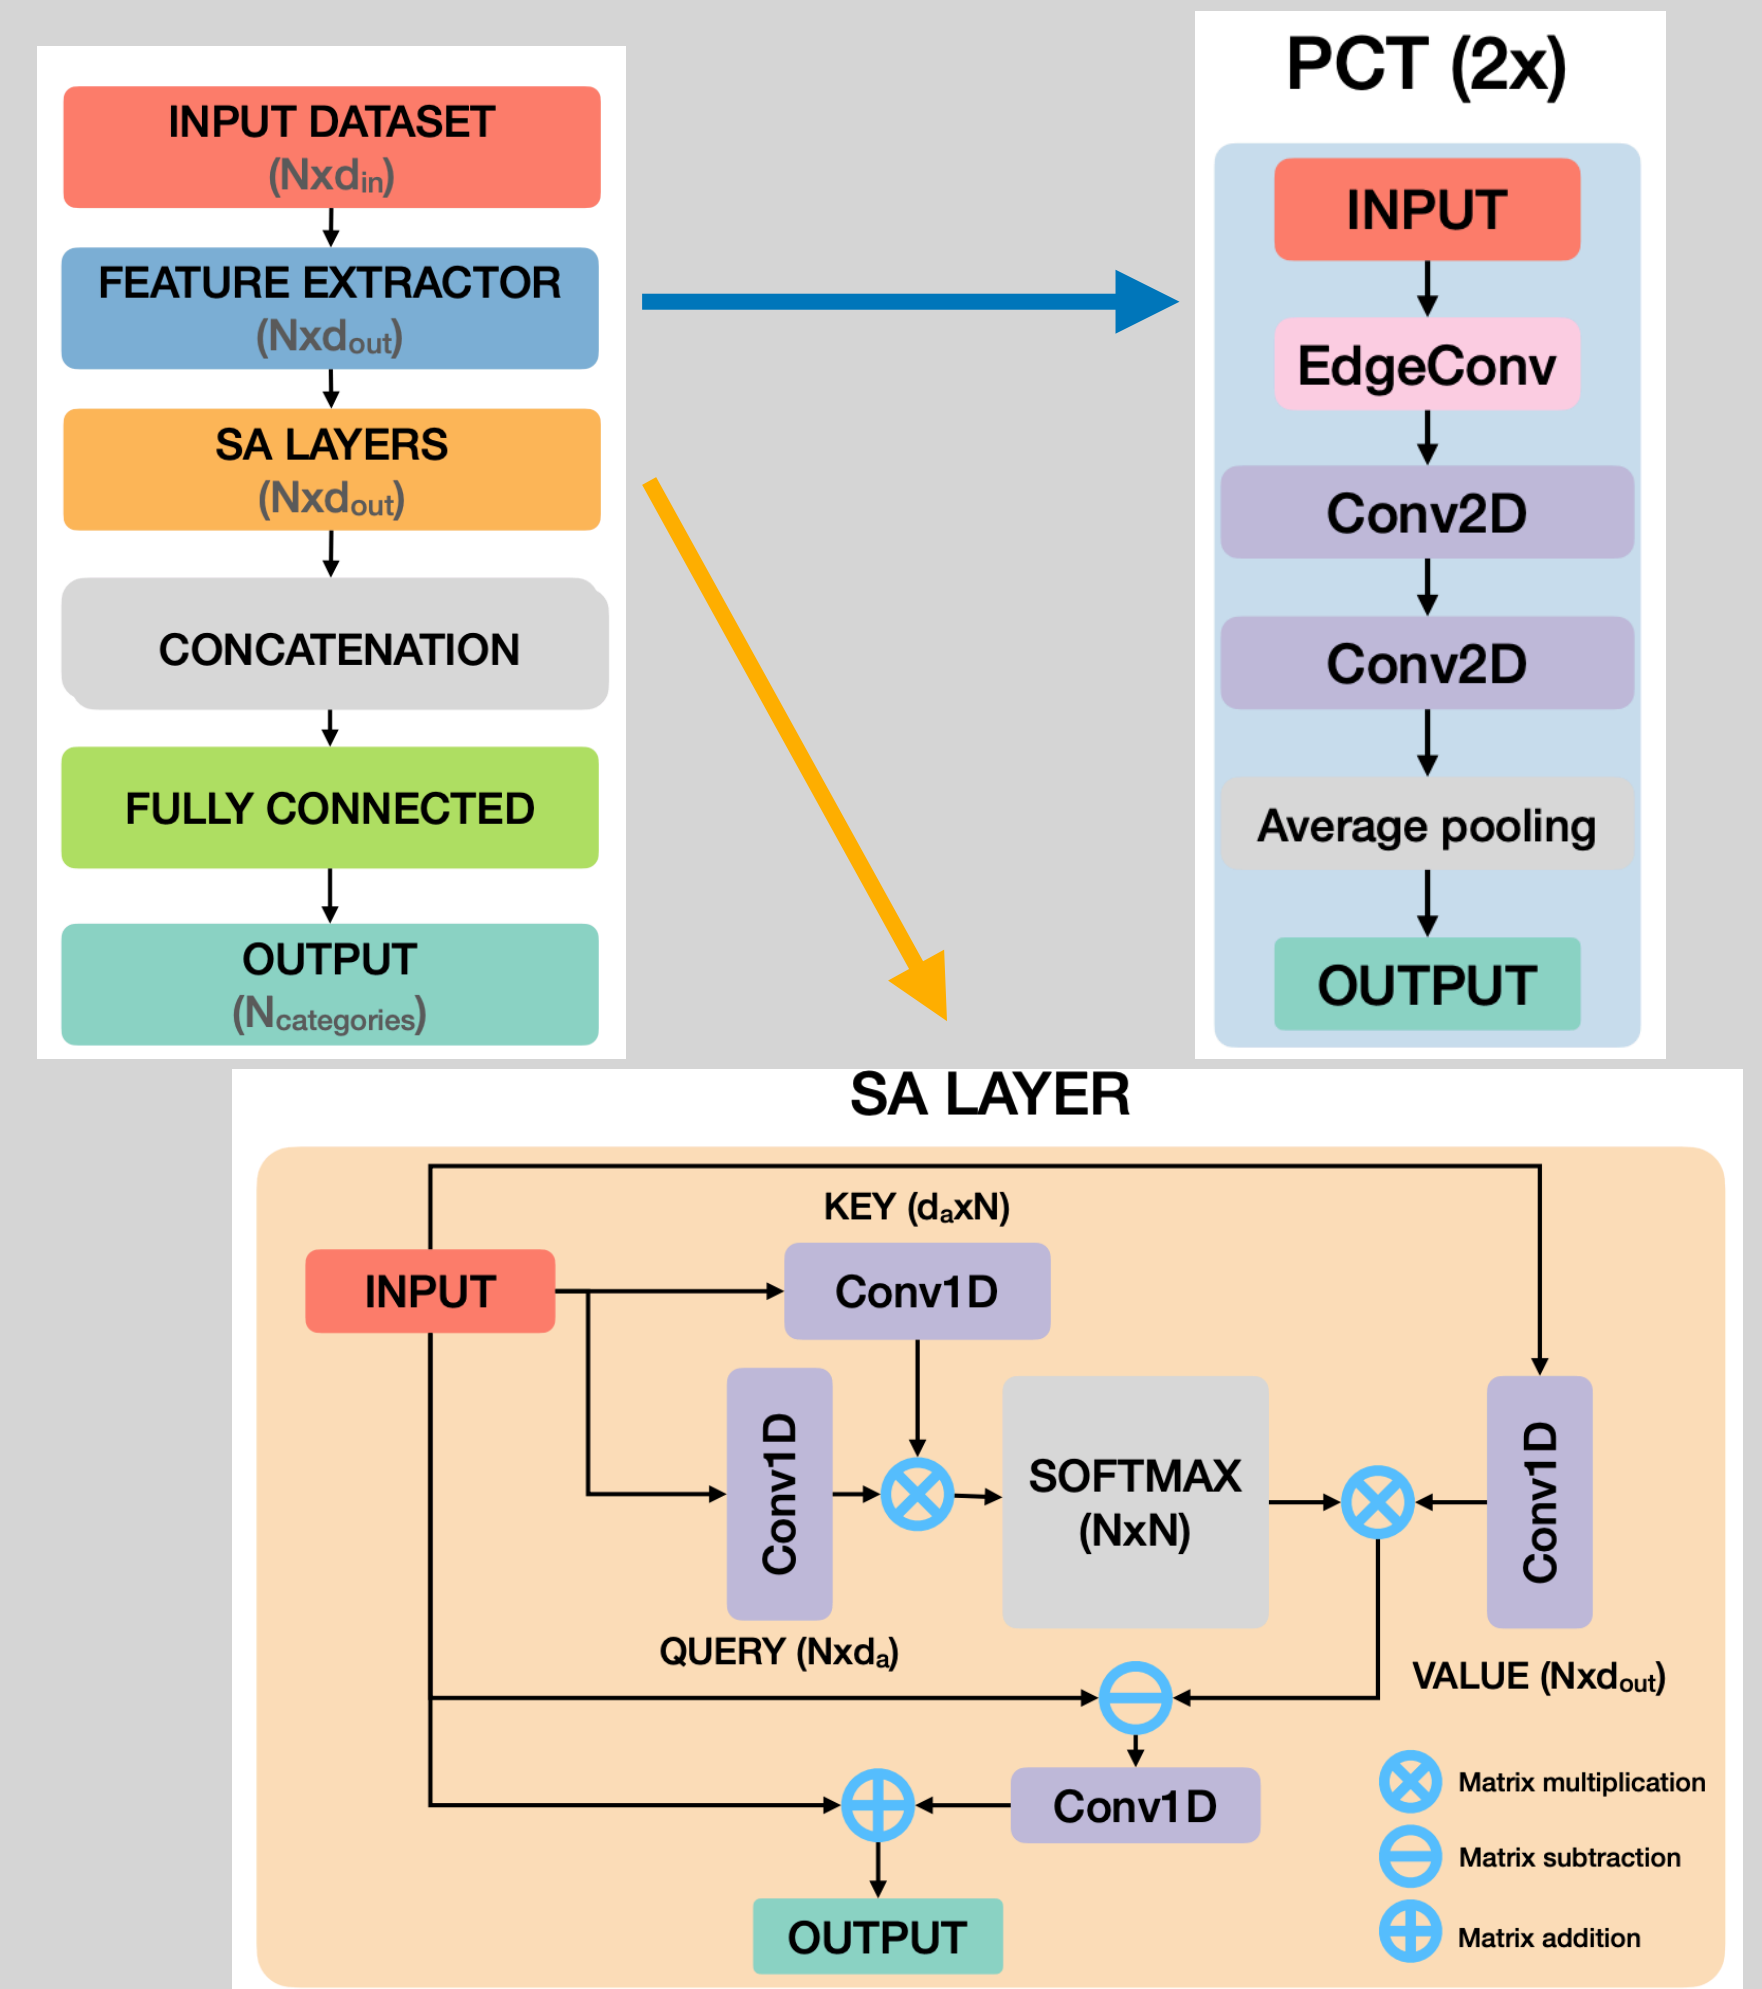 INPUT DATASET
(Nxdin)
FEATURE EXTRACTOR
(Nxdout)
SA LAYERS
(Nxdout)
CONCATENATION
FULLY CONNECTED
OUTPUT
(Ncategories)
PCT (2x)
INPUT
EdgeConv
Conv2D
Conv2D
Average pooling
OUTPUT
SA LAYER
KEY (daxN)
INPUT
Conv1D
Conv1D
SOFTMAX
(NxN)
Conv1D
QUERY (Nxda)
VALUE (Nxdout)
Conv1D
OUTPUT
Matrix multiplication
Matrix subtraction
Matrix addition